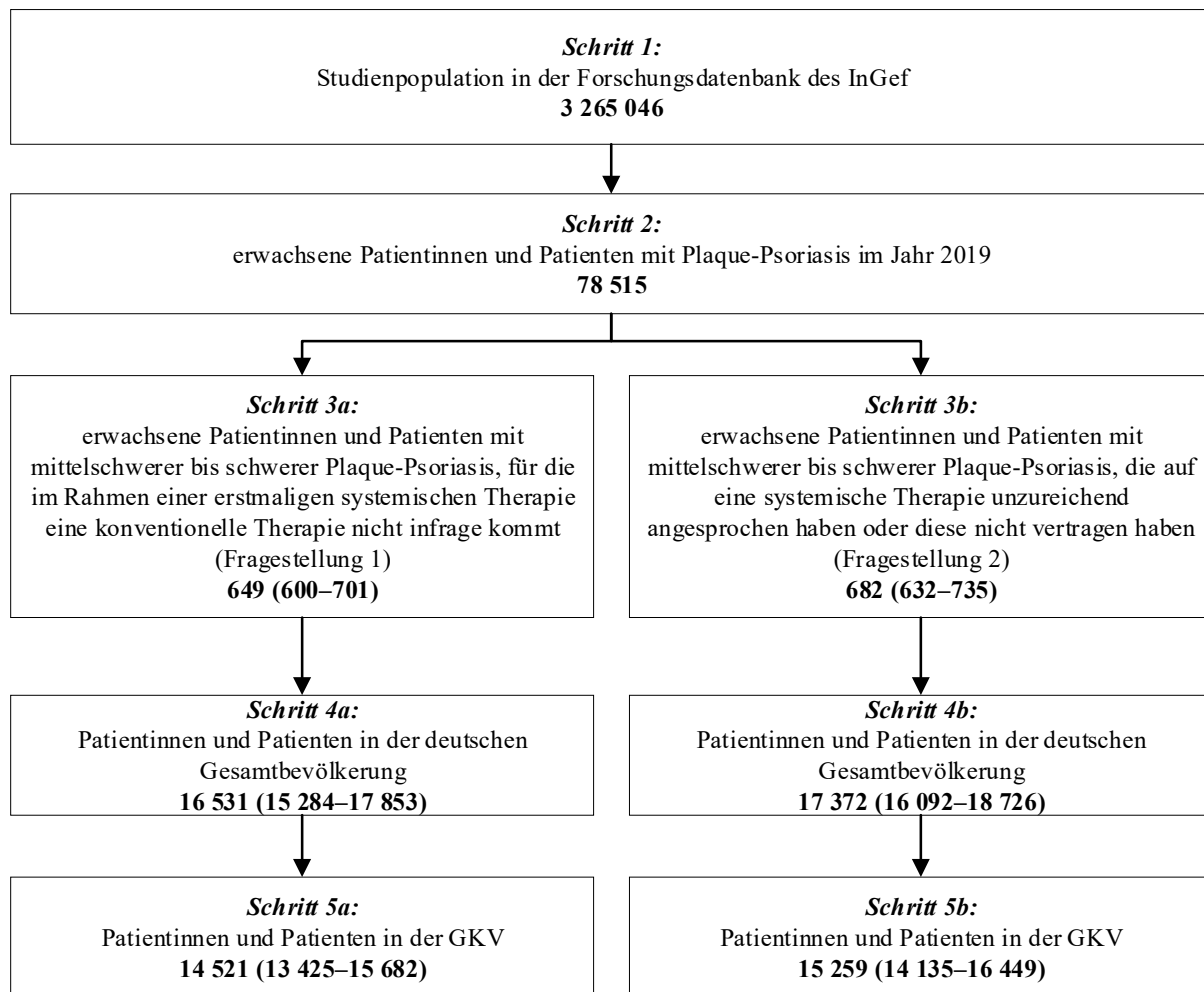 Schritt 1:
Studienpopulation in der Forschungsdatenbank des InGef
3 265 046
Schritt 2:
erwachsene Patientinnen und Patienten mit Plaque-Psoriasis im Jahr 2019
78 515
Schritt 3a:
erwachsene Patientinnen und Patienten mit
mittelschwerer bis schwerer Plaque-Psoriasis, für die
im Rahmen einer erstmaligen systemischen Therapie
eine konventionelle Therapie nicht infrage kommt
(Fragestellung 1)
649 (600–701)
Schritt 3b:
erwachsene Patientinnen und Patienten mit
mittelschwerer bis schwerer Plaque-Psoriasis, die auf
eine systemische Therapie unzureichend
angesprochen haben oder diese nicht vertragen haben
(Fragestellung 2)
682 (632–735)
Schritt 4a:
Patientinnen und Patienten in der deutschen
Gesamtbevölkerung
16 531 (15 284–17 853)
Schritt 4b:
Patientinnen und Patienten in der deutschen
Gesamtbevölkerung
17 372 (16 092–18 726)
Schritt 5a:
Patientinnen und Patienten in der GKV
14 521 (13 425–15 682)
Schritt 5b:
Patientinnen und Patienten in der GKV
15 259 (14 135–16 449)